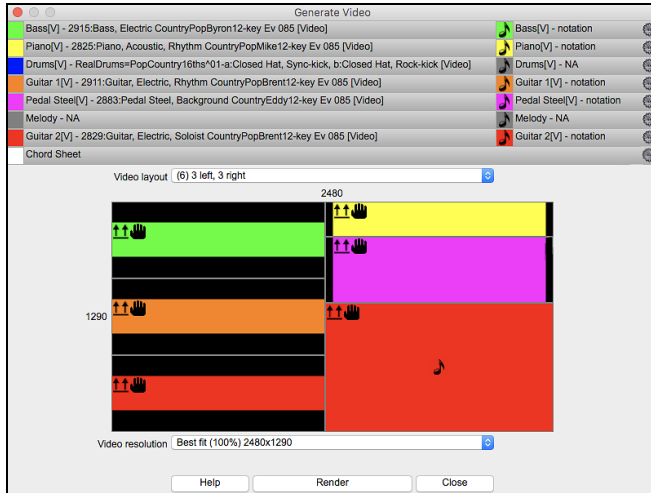 Generate Video
Bass[V] - 2915:Bass, Electric CountryPopByron12-key Ev 085 [Video] Bass[V] - notation
Piano[V] - 2825:Piano, Acoustic, Rhythm CountryPopMike12-key Ev 085 [Video] Piano[V] - notation
Drums[V] - RealDrums=PopCountry16ths^01-a:Closed Hat, Sync-kick, b:Closed Hat, Rock-kick [Video] Drums[V] - NA
Guitar 1[V] - 2911:Guitar, Electric, Rhythm CountryPopBrent12-key Ev 085 [Video] Guitar 1[V] - notation
Pedal Steel[V] - 2883:Pedal Steel, Background CountryEddy12-key Ev 085 [Video] Pedal Steel[V] - notation
Melody - NA Melody - NA
Guitar 2[V] - 2829:Guitar, Electric, Soloist CountryPopBrent12-key Ev 085 [Video] Guitar 2[V] - notation
Chord Sheet
Video layout (6) 3 left, 3 right
2480
1290
Video resolution Best fit (100%) 2480x1290
Help Render Close